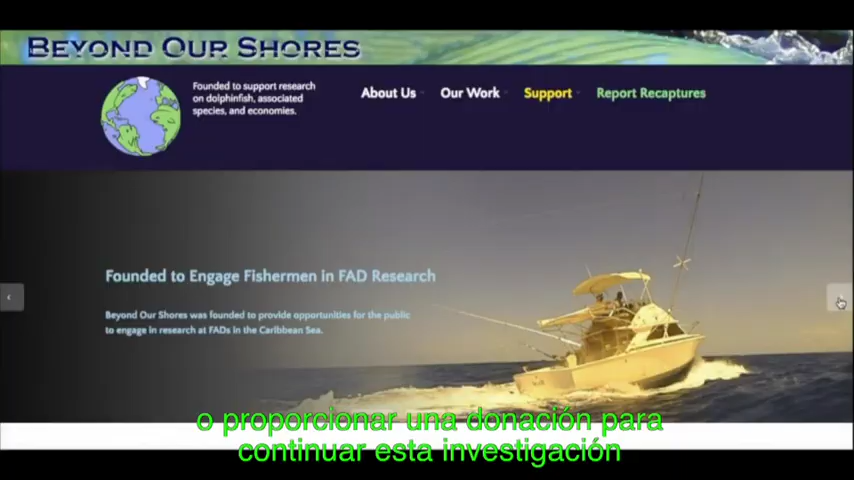 BEYOND OUR SHORES
Founded to support research
on dolphinfish, associated
species, and economies.
About Us
Our Work
Support
Report Recaptures
Founded to Engage Fishermen in FAD Research
Beyond Our Shores was founded to provide opportunities for the public
to engage in research at FADs in the Caribbean Sea.
o proporcionar una donación para
continuar esta investigación